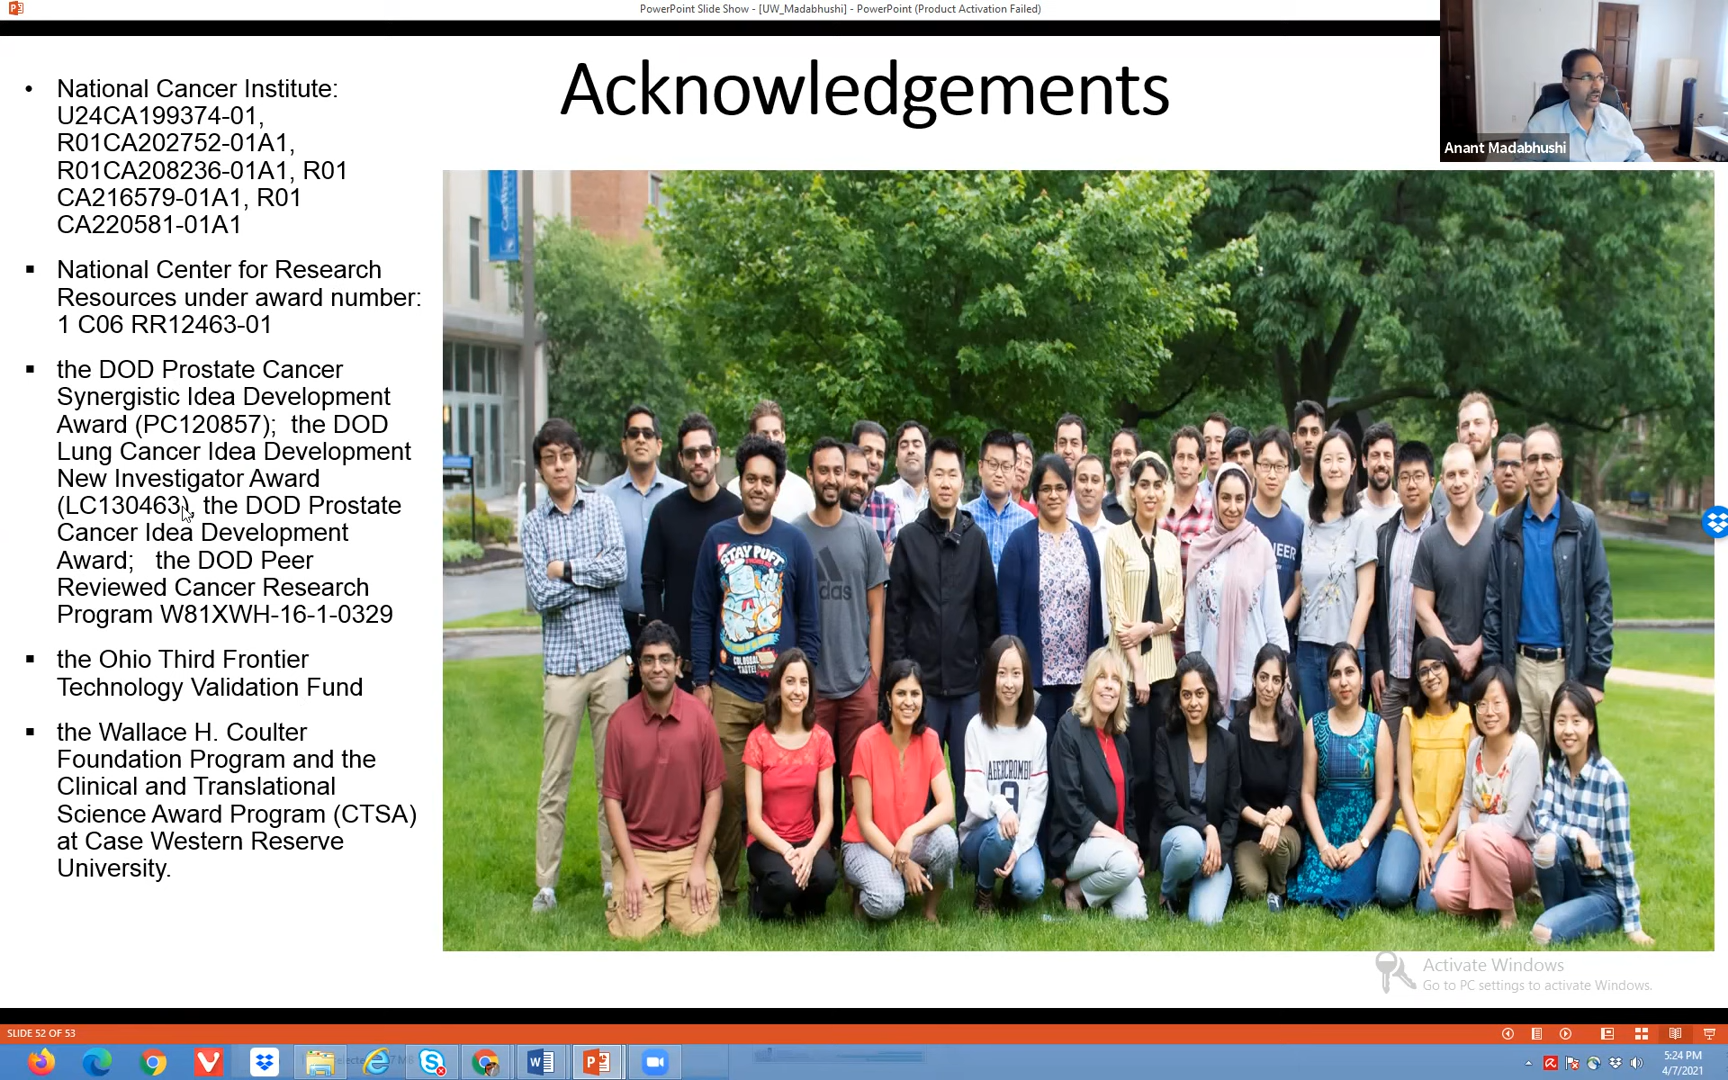 PowerPoint Slide Show - [UW_Madabhushi] - PowerPoint (Product Activation Failed)
Acknowledgements
Anant Madabhushi
• National Cancer Institute:
U24CA199374-01,
R01CA202752-01A1,
R01CA208236-01A1, R01
CA216579-01A1, R01
CA220581-01A1
▪ National Center for Research
Resources under award number:
1 C06 RR12463-01
▪ the DOD Prostate Cancer
Synergistic Idea Development
Award (PC120857); the DOD
Lung Cancer Idea Development
New Investigator Award
(LC130463), the DOD Prostate
Cancer Idea Development
Award; the DOD Peer
Reviewed Cancer Research
Program W81XWH-16-1-0329
▪ the Ohio Third Frontier
Technology Validation Fund
▪ the Wallace H. Coulter
Foundation Program and the
Clinical and Translational
Science Award Program (CTSA)
at Case Western Reserve
University.
STAY PUFT
COLOSSAL
TASTE!
adidas
ABERCROMBI
9
Activate Windows
Go to PC settings to activate Windows.
SLIDE 52 OF 53
5:24 PM
4/7/2021